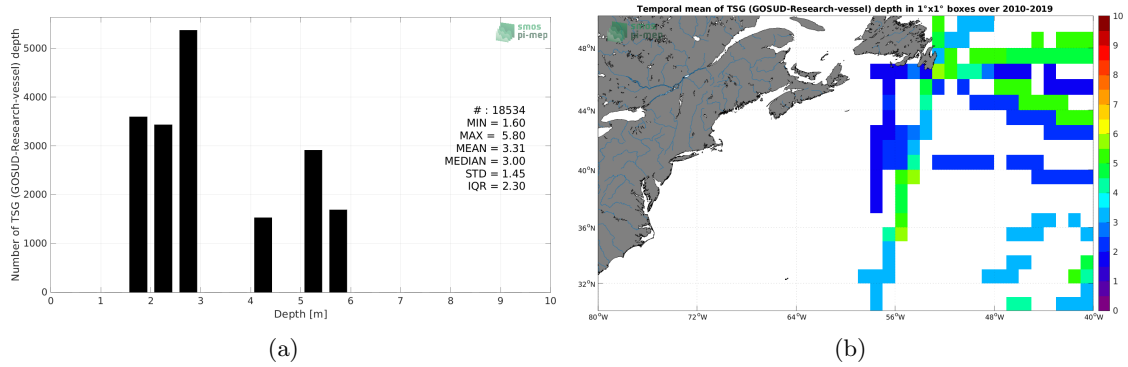 Number of TSG (GOSUD-Research-vessel) depth
5000
4000
3000
2000
1000
0
0 1 2 3 4 5 6 7 8 9 10
Depth [m]
smos
pi-mep
# : 18534
MIN = 1.60
MAX = 5.80
MEAN = 3.31
MEDIAN = 3.00
STD = 1.45
IQR = 2.30
(a)
Temporal mean of TSG (GOSUD-Research-vessel) depth in 1°x1° boxes over 2010-2019
smos
pi-mep
48°N
44°N
40°N
36°N
32°N
80°W 72°W 64°W 56°W 48°W 40°W
10
9
8
7
6
5
4
3
2
1
0
(b)